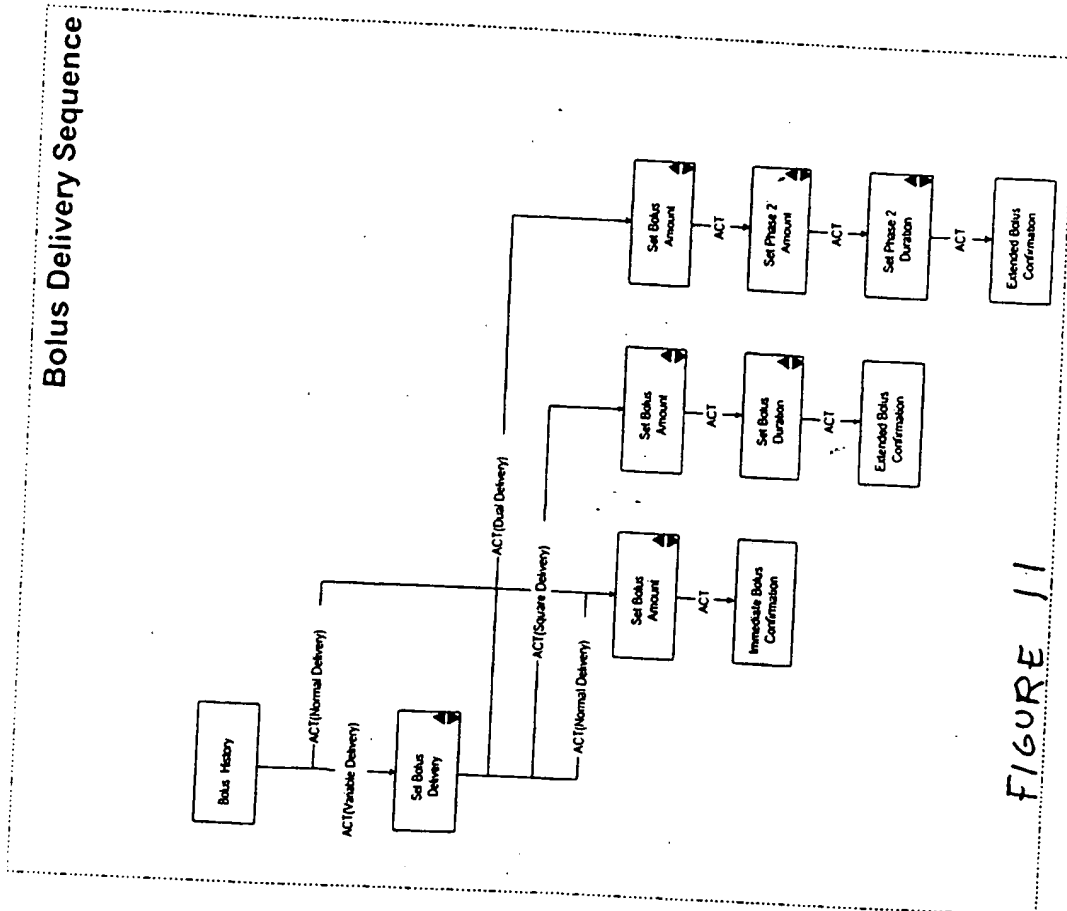 Bolus Delivery Sequence
Bolus History
ACT(Normal Delivery)
ACT(Variable Delivery)
Set Bolus
Delivery
ACT(Dual Delivery)
ACT(Square Delivery)
ACT(Normal Delivery)
Set Bolus
Amount
ACT
Immediate Bolus
Confirmation
Set Bolus
Amount
ACT
Set Bolus
Duration
ACT
Extended Bolus
Confirmation
Set Bolus
Amount
ACT
Set Phase 2
Amount
ACT
Set Phase 2
Duration
ACT
Extended Bolus
Confirmation
FIGURE 11